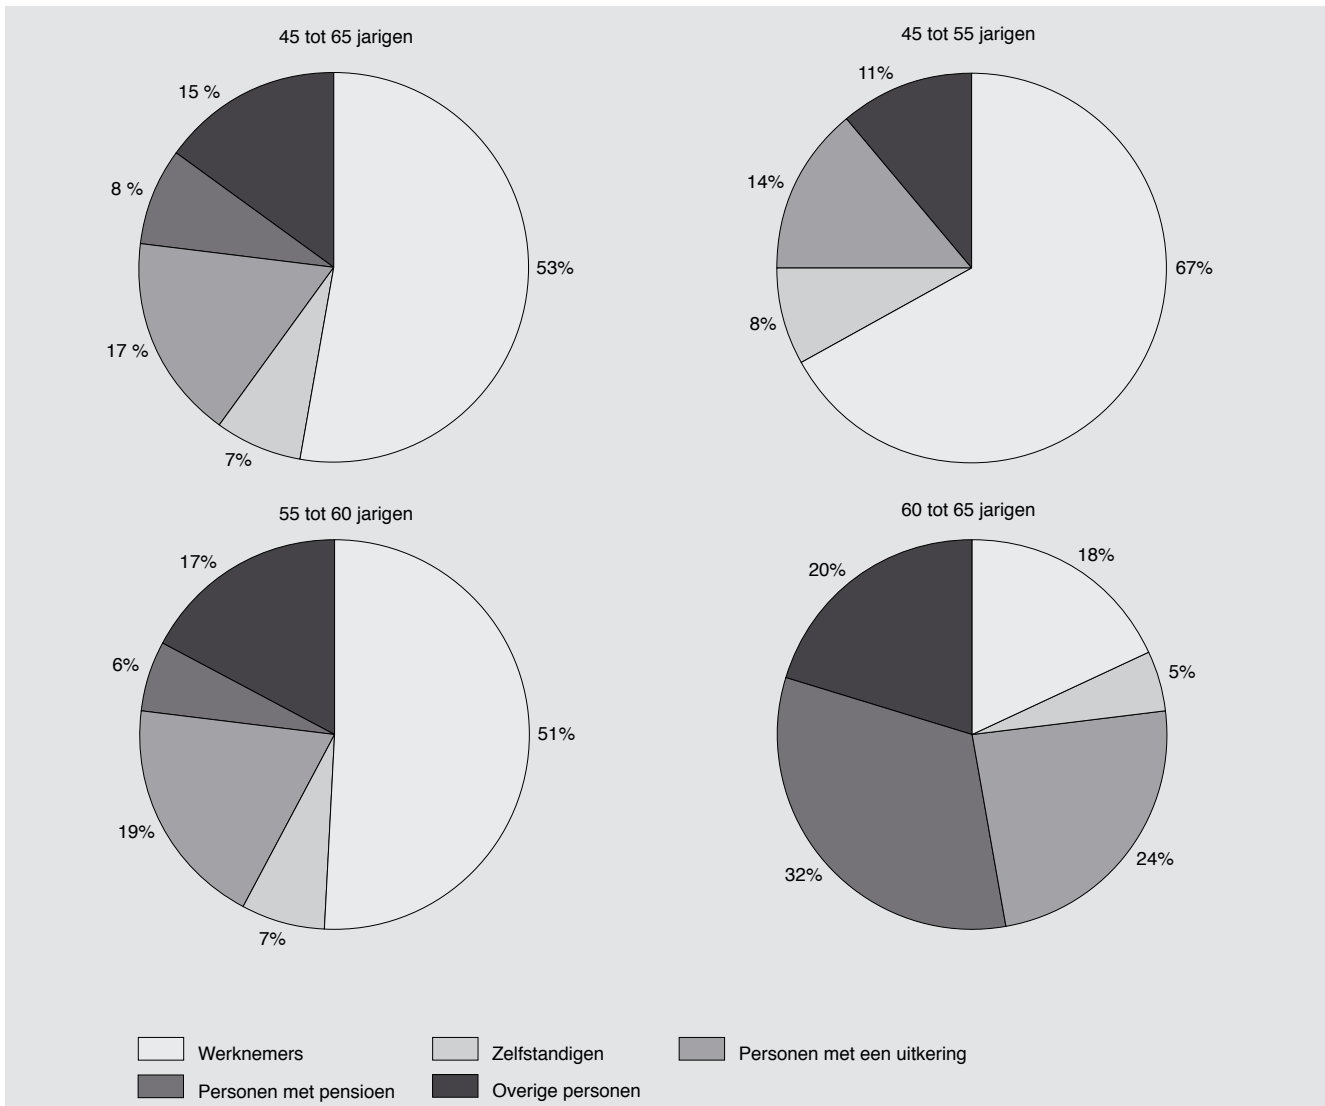 45 tot 65 jarigen
15 %
8 %
53%
17 %
7%
45 tot 55 jarigen
11%
14%
67%
8%
55 tot 60 jarigen
17%
6%
51%
19%
7%
60 tot 65 jarigen
18%
20%
5%
24%
32%
Werknemers
Zelfstandigen
Personen met een uitkering
Personen met pensioen
Overige personen